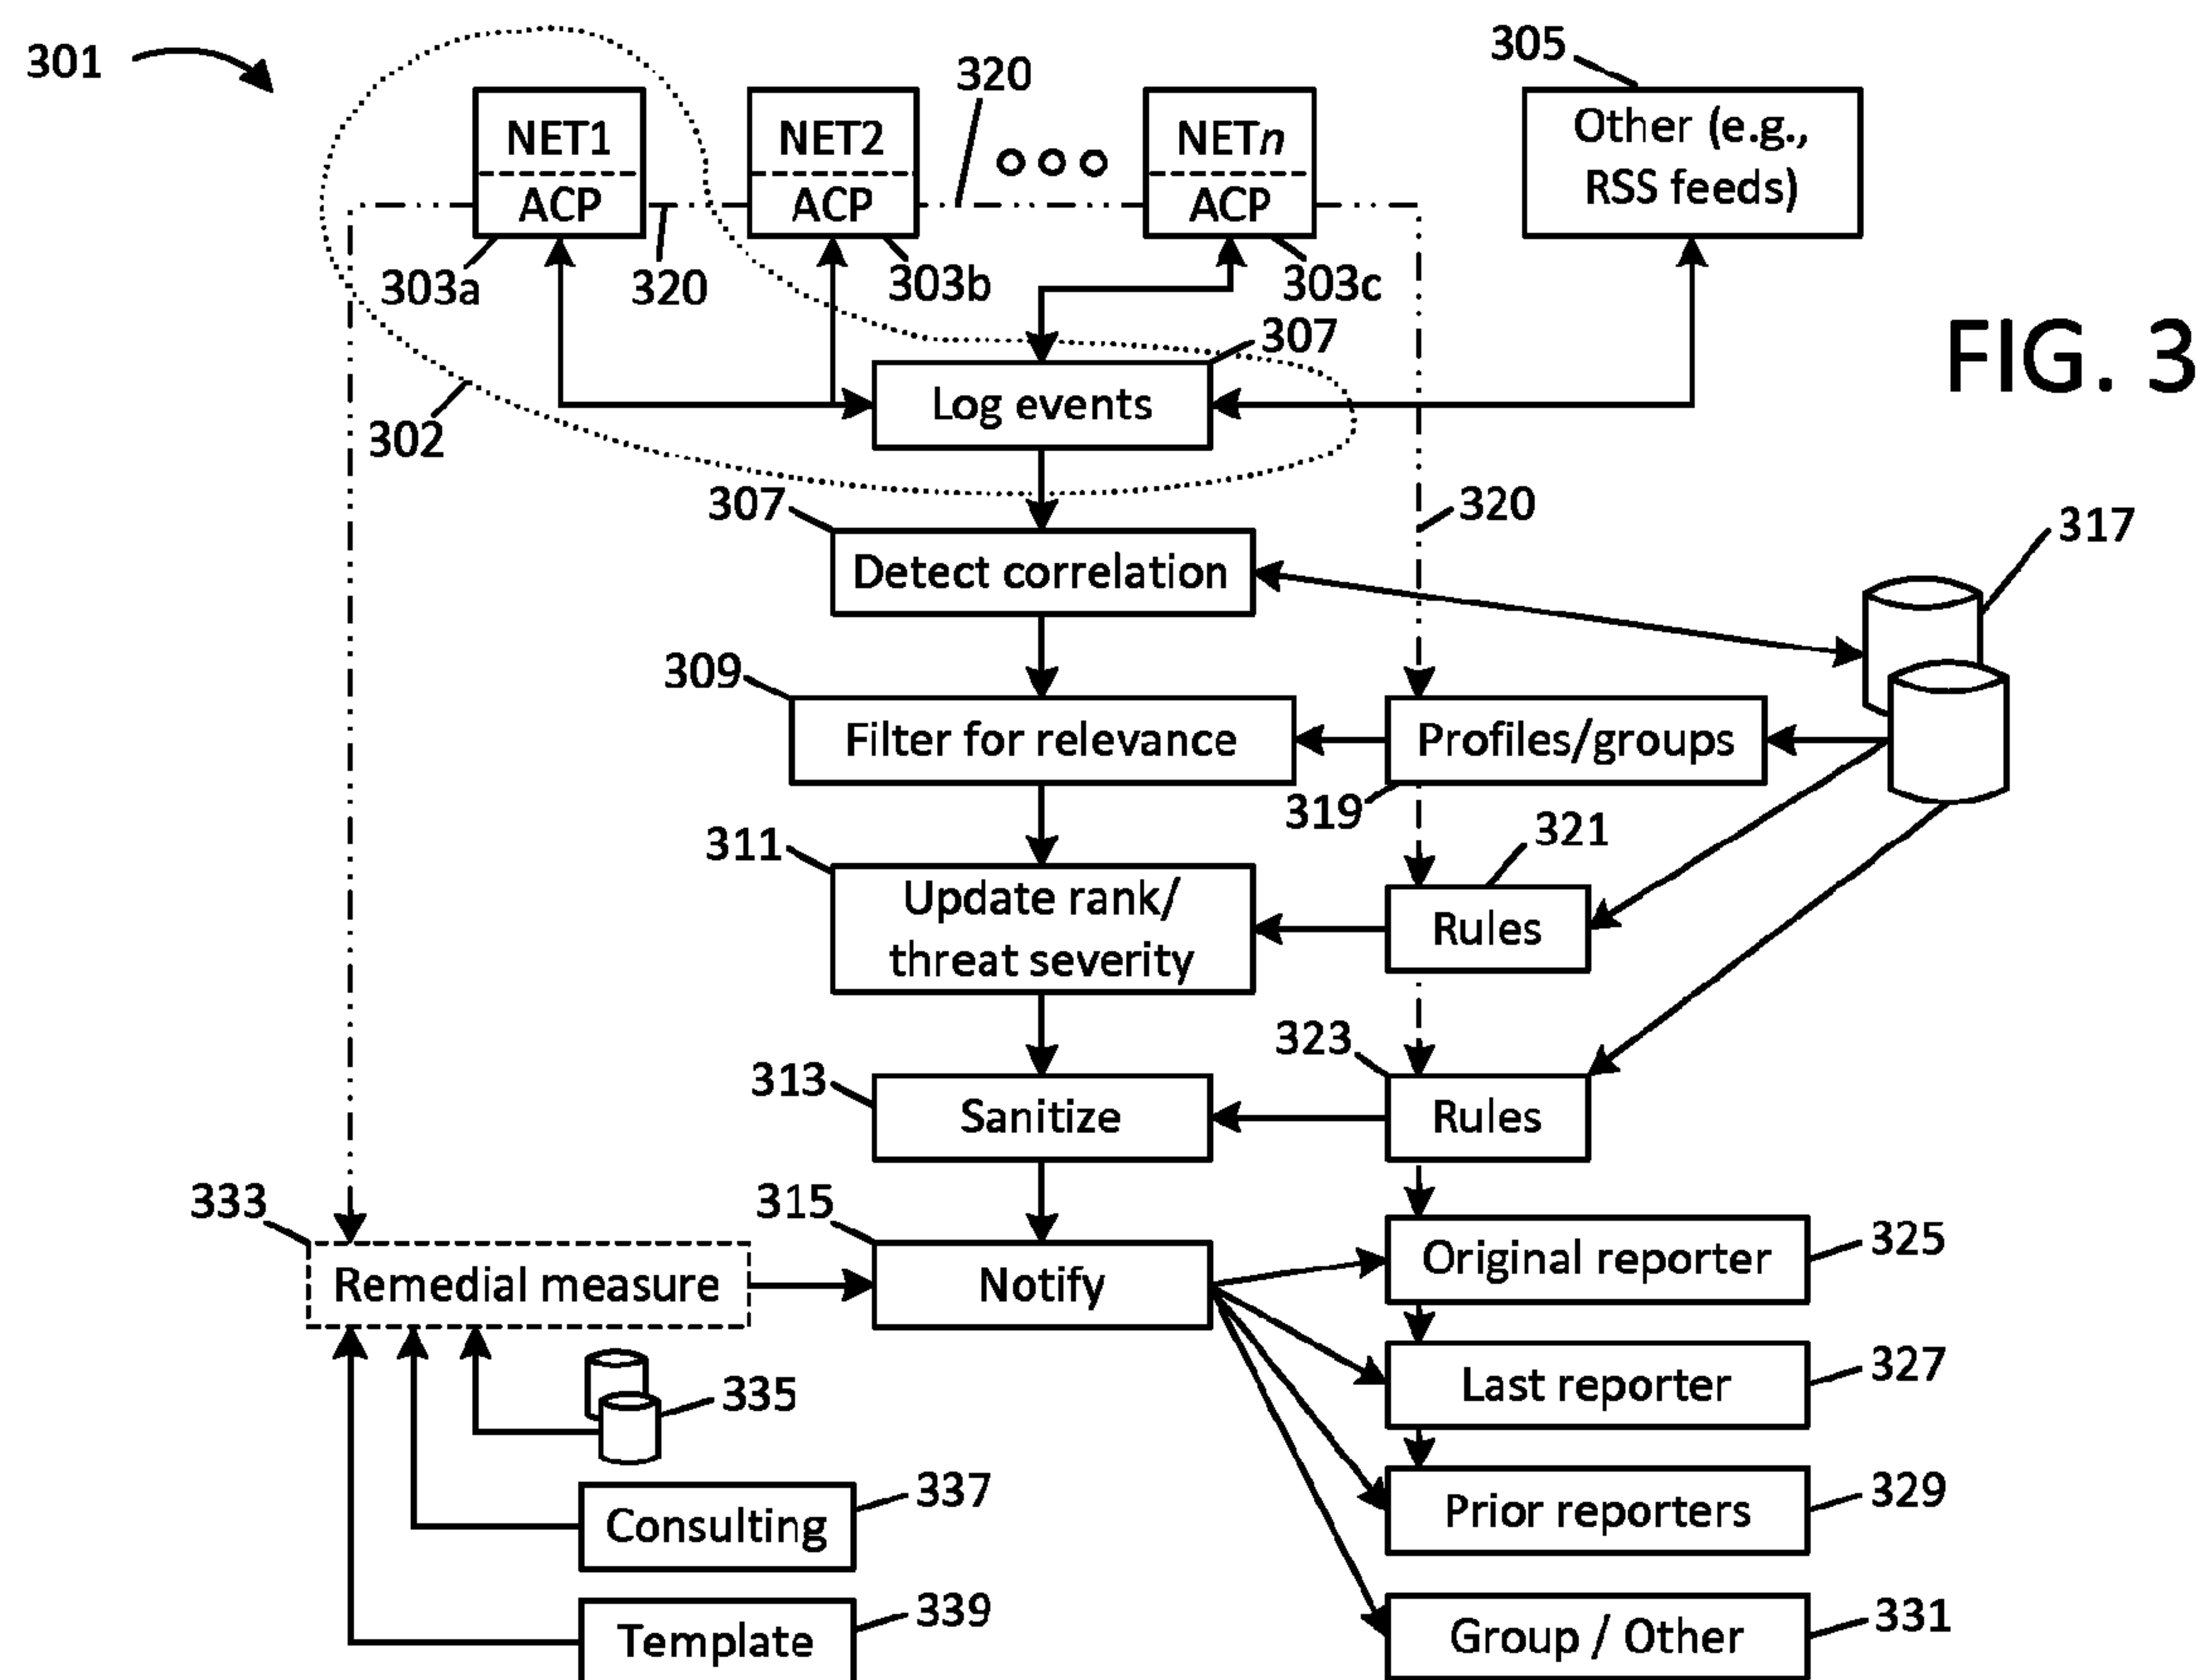 301
320
305
NET1
ACP
NET2
ACP
NETn
ACP
Other (e.g.,
RSS feeds)
303a
320
303b
303c
307
FIG. 3
Log events
302
307
320
317
Detect correlation
309
Filter for relevance
Profiles/groups
319
311
321
Update rank/
threat severity
Rules
323
313
Sanitize
Rules
333
315
325
Remedial measure
Notify
Original reporter
327
Last reporter
335
329
Prior reporters
337
Consulting
339
331
Template
Group / Other